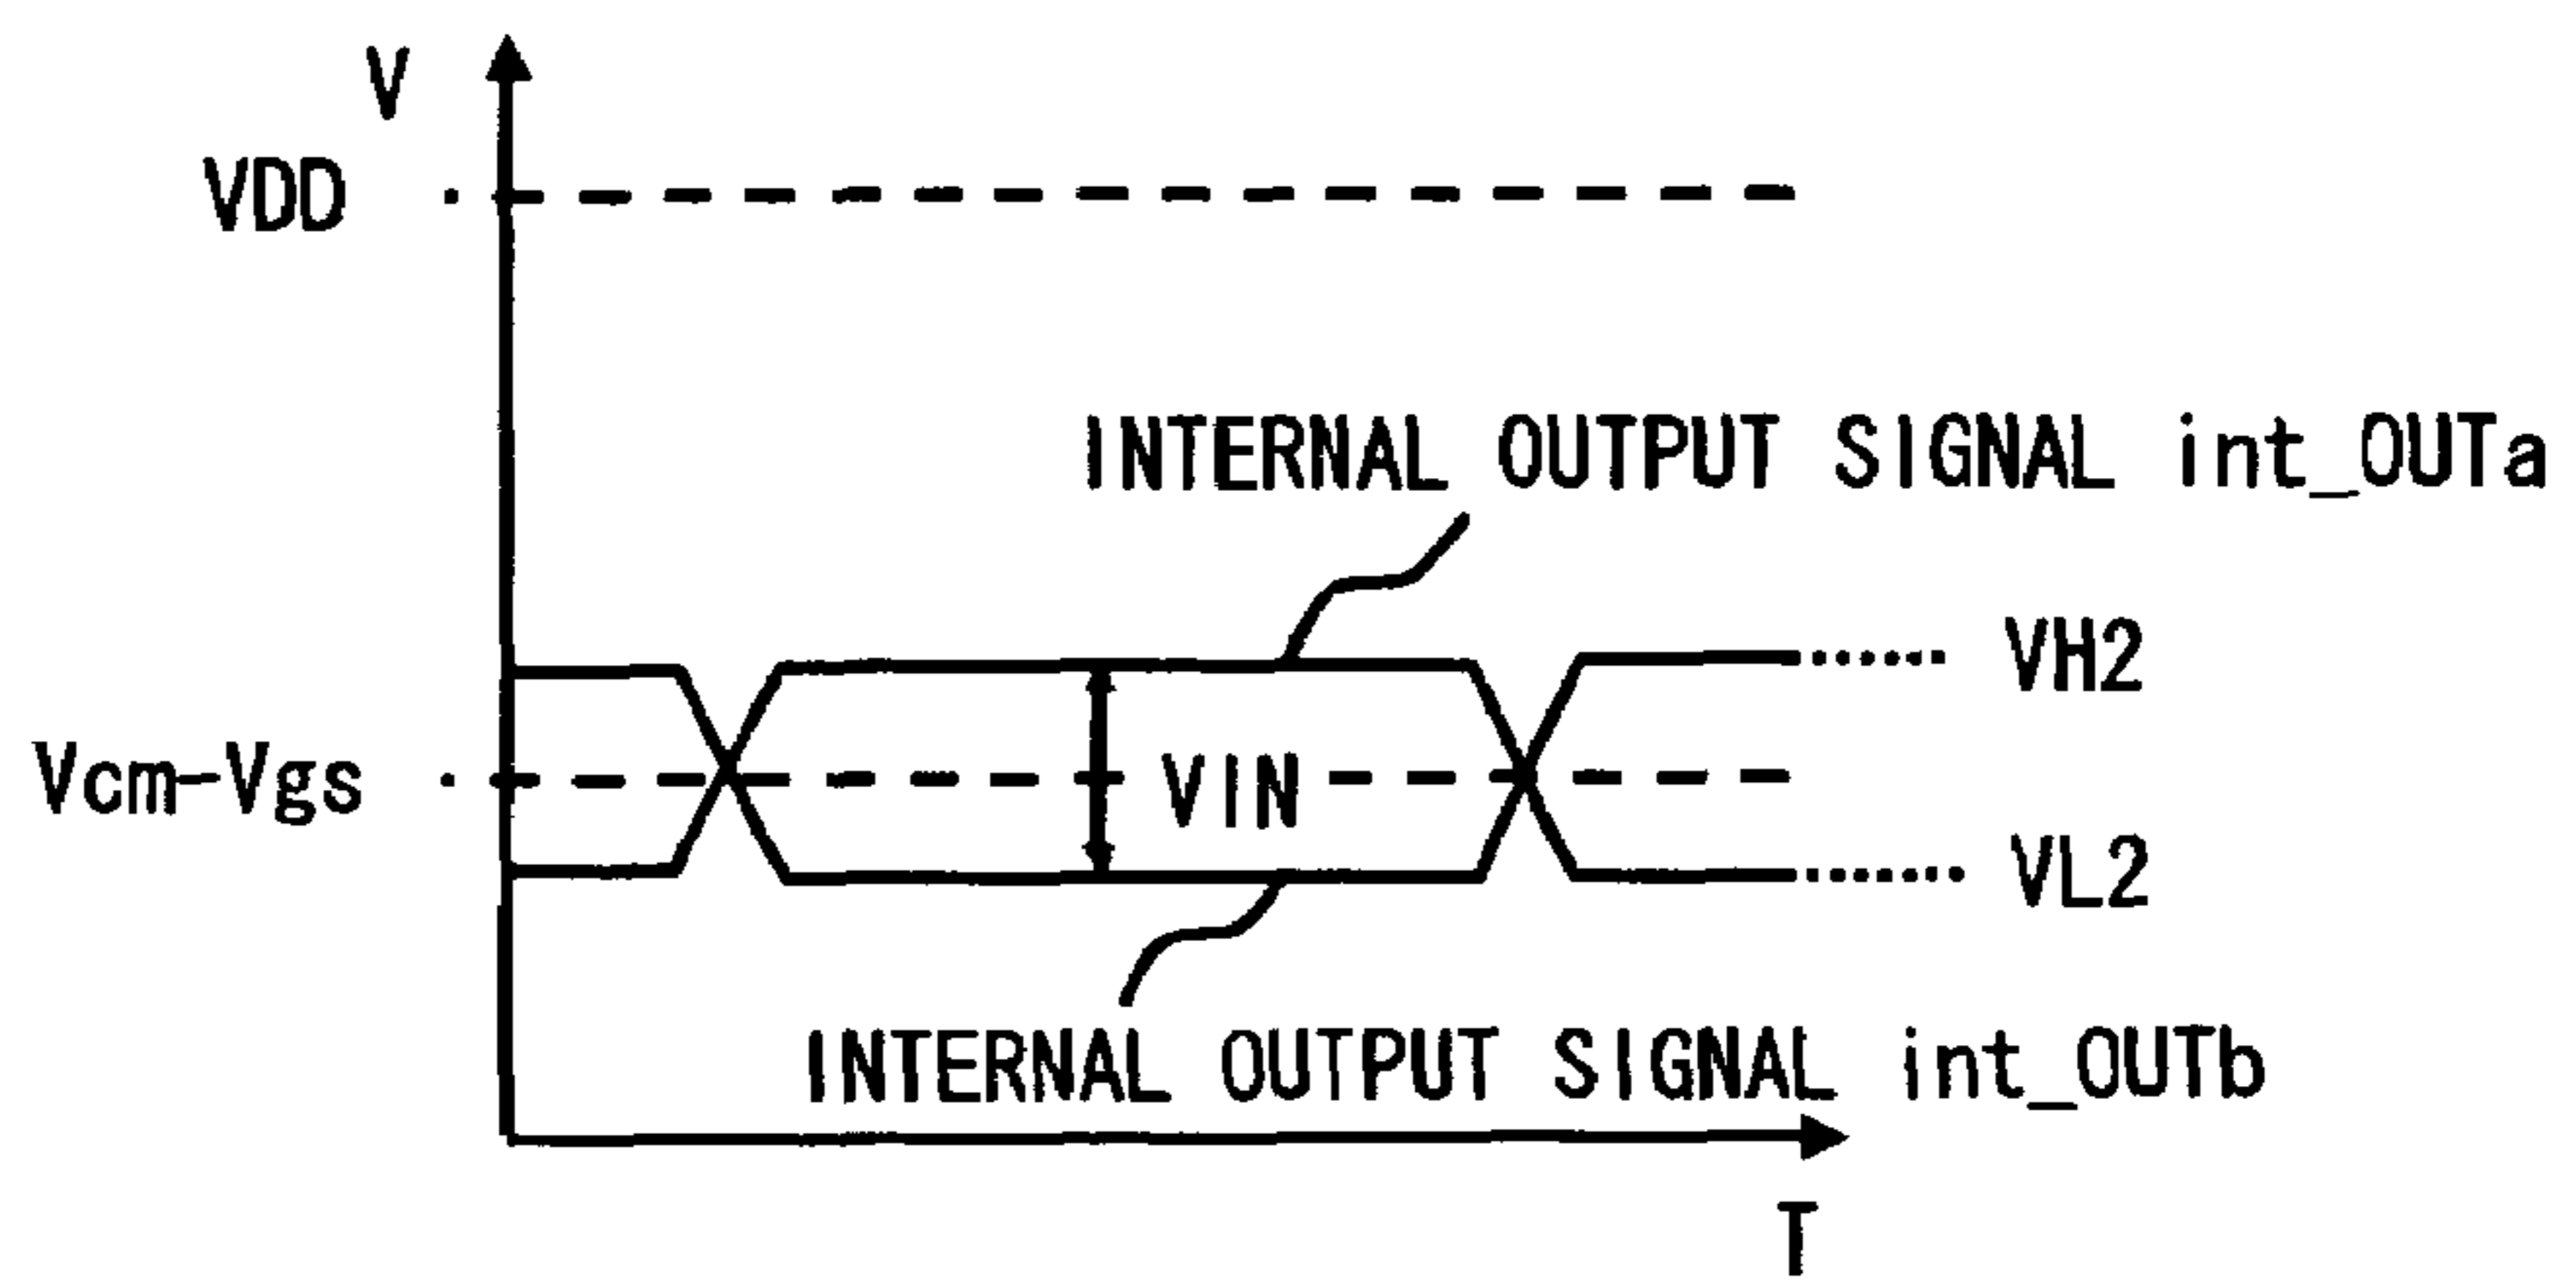 V
VDD
INTERNAL OUTPUT SIGNAL int_OUTa
VH2
Vcm-Vgs
VIN
VL2
INTERNAL OUTPUT SIGNAL int_OUTb
T